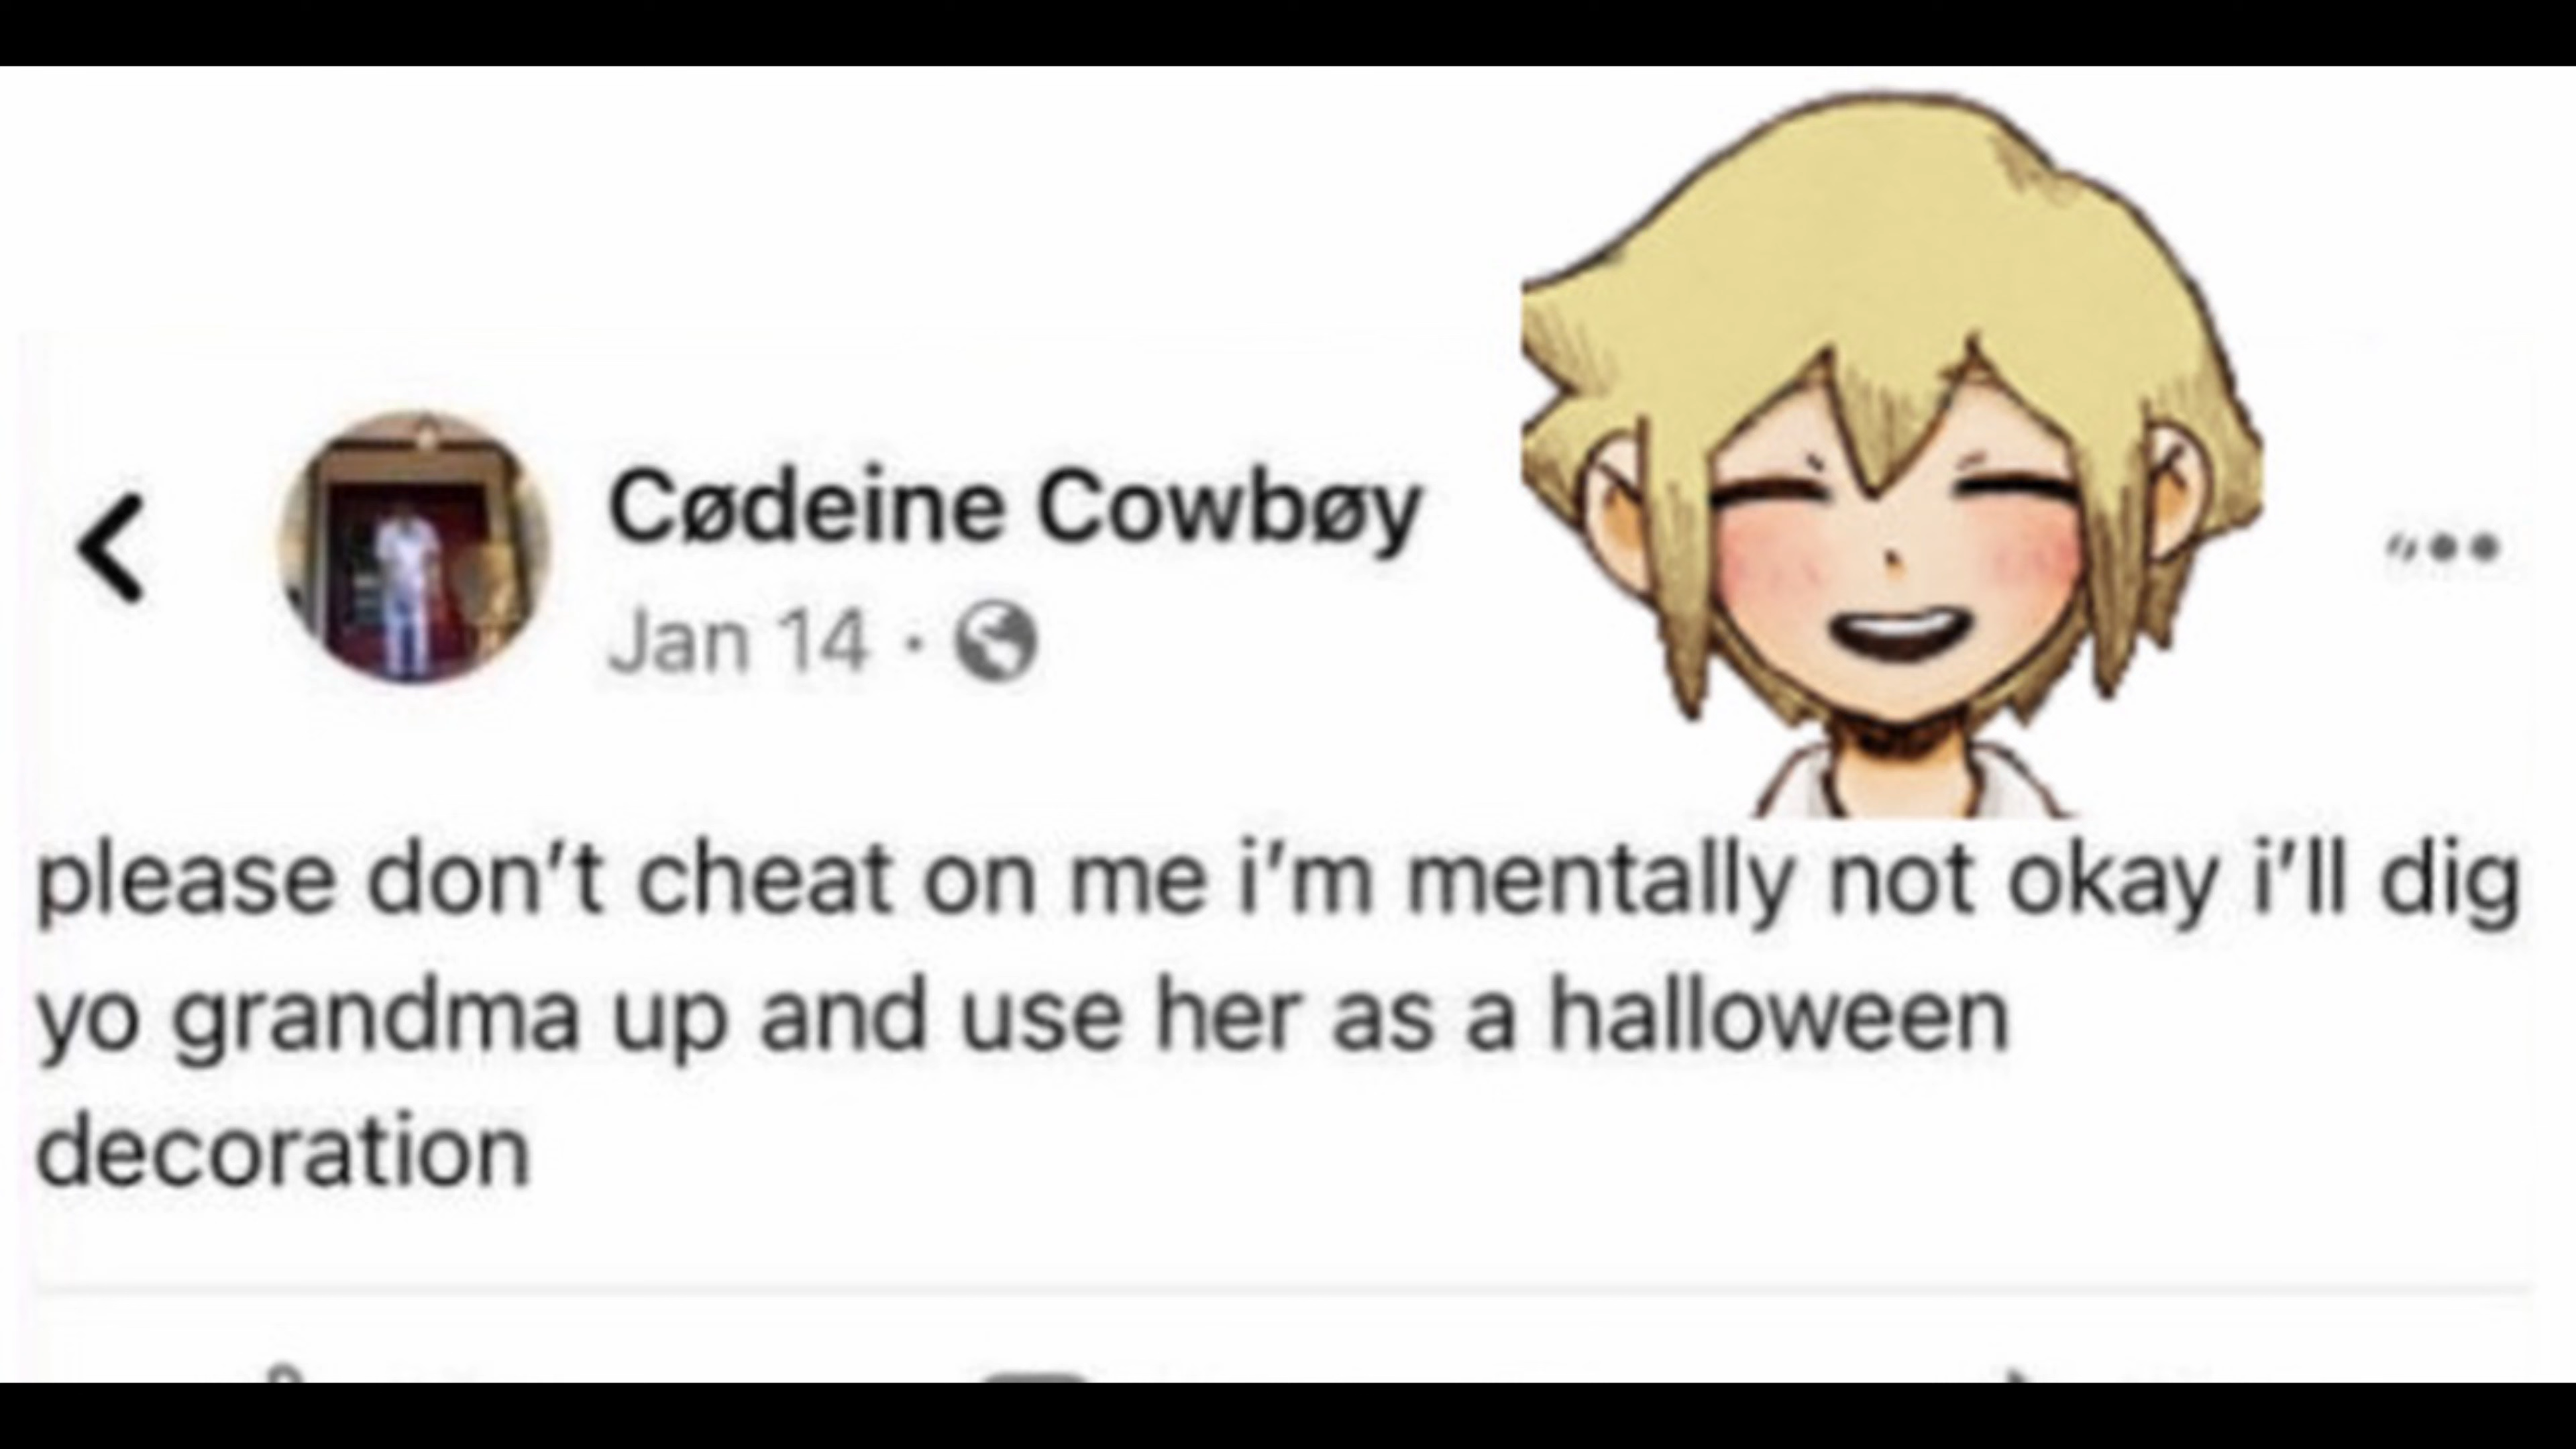 Cødeine Cowbøy
Jan 14 ·
please don't cheat on me i'm mentally not okay i'll dig
yo grandma up and use her as a halloween
decoration